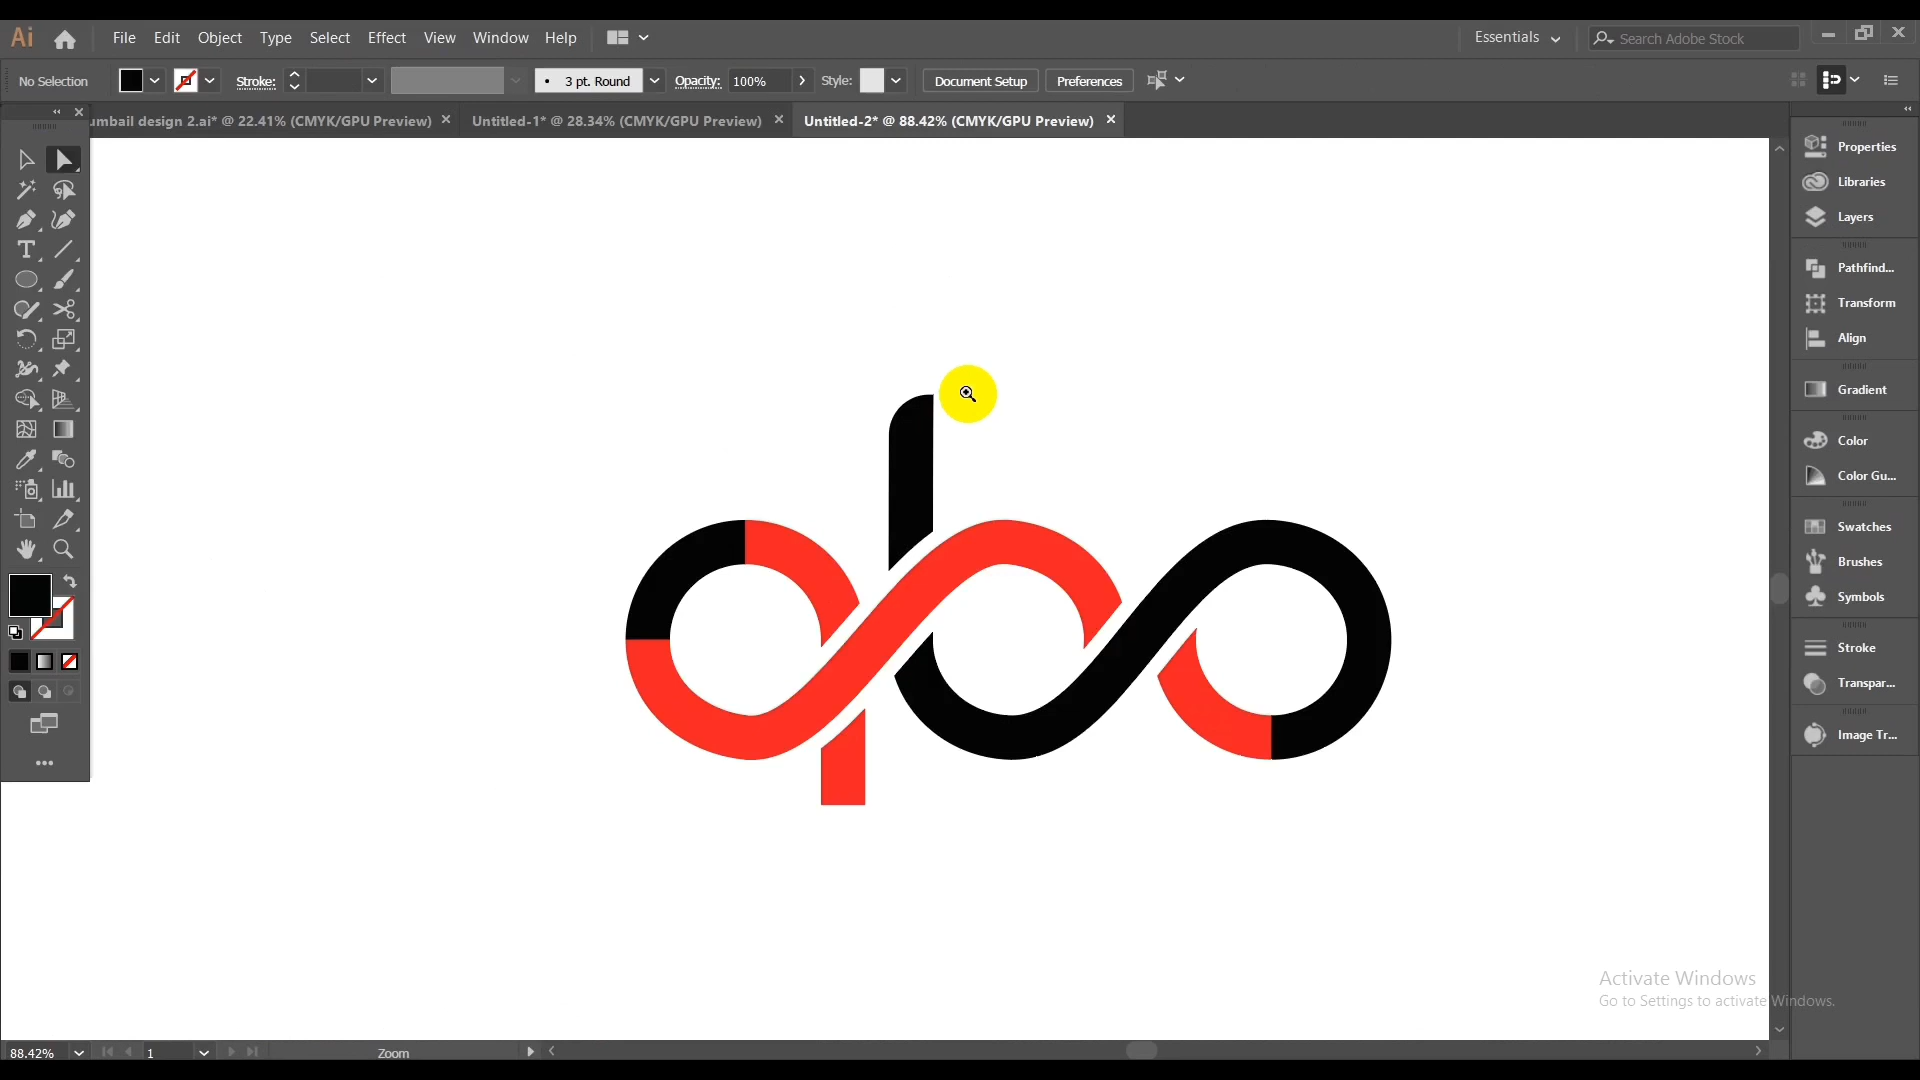 Ai File Edit Object Type Select Effect View Window Help Essentials Search Adobe Stock
No Selection Stroke: 3 pt. Round Opacity: 100% Style: Document Setup Preferences
umbail design 2.ai* @ 22.41% (CMYK/GPU Preview) Untitled-1* @ 28.34% (CMYK/GPU Preview) Untitled-2* @ 88.42% (CMYK/GPU Preview)
Properties
Libraries
Layers
Pathfind...
Transform
Align
Gradient
Color
Color Gu...
Swatches
Brushes
Symbols
Stroke
Transpar...
Image Tr...
Activate Windows
Go to Settings to activate Windows.
88.42% 1 Zoom